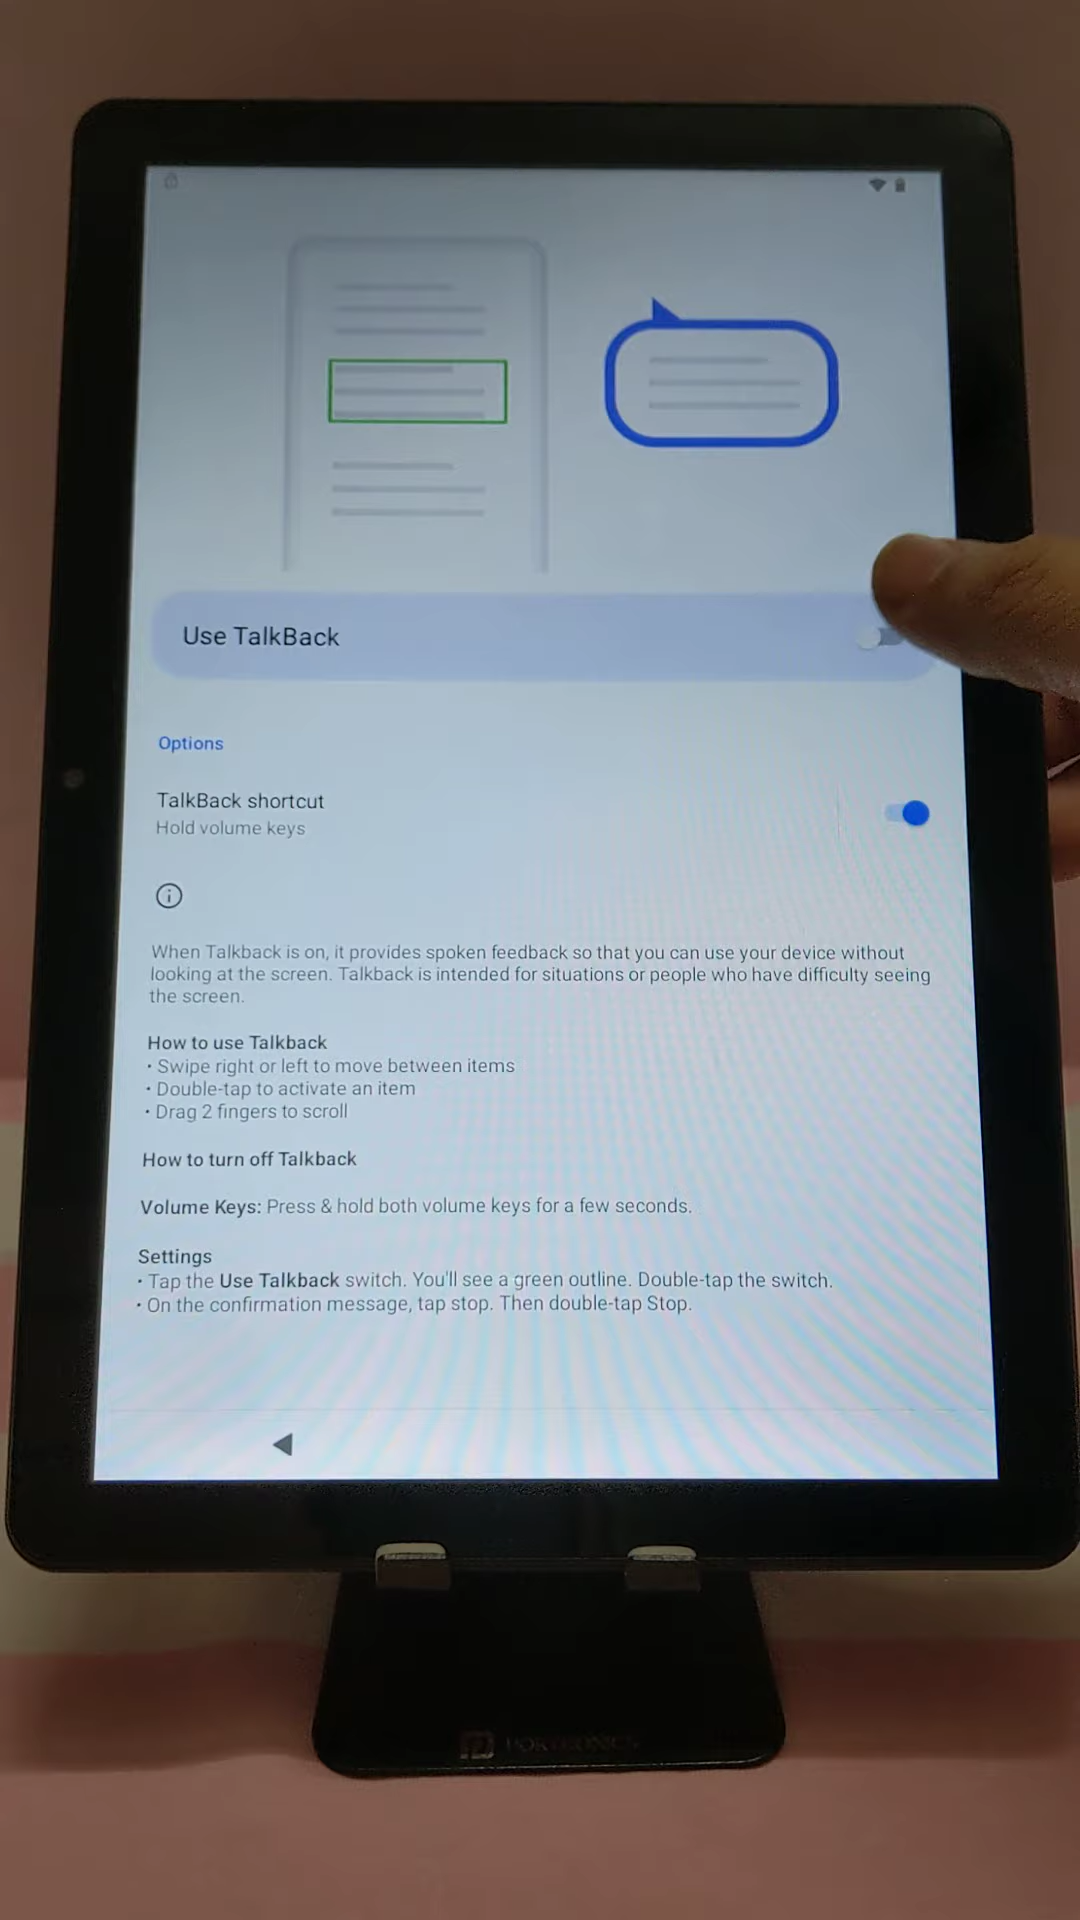 Use TalkBack
Options
TalkBack shortcut
Hold volume keys
When Talkback is on, it provides spoken feedback so that you can use your device without
looking at the screen. Talkback is intended for situations or people who have difficulty seeing
the screen.
How to use Talkback
• Swipe right or left to move between items
• Double-tap to activate an item
• Drag 2 fingers to scroll
How to turn off Talkback
Volume Keys: Press & hold both volume keys for a few seconds.
Settings
• Tap the Use Talkback switch. You'll see a green outline. Double-tap the switch.
• On the confirmation message, tap stop. Then double-tap Stop.
PORTRONICS